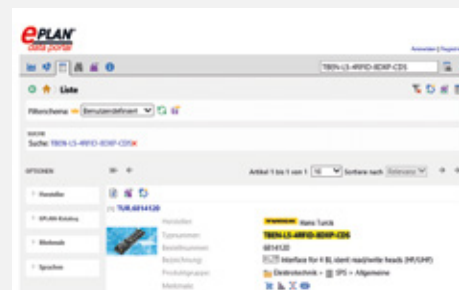 ePLAN
data portal
Anmelden | Regist
TBEN-L5-4RFID-8DXP-CDS
Liste
Filterschema: Benutzerdefiniert
SUCHE
Suche: TBEN-L5-4RFID-8DXP-CDS
OPTIONEN
Artikel 1 bis 1 von 1 Sortiere nach Relevanz
Hersteller
EPLAN Katalog
Merkmale
Sprachen
TUR.6814120
Hersteller: TURCK Hans Turck
Typnummer: TBEN-L5-4RFID-8DXP-CDS
Bestellnummer: 6814120
Bezeichnung: Interface for 4 BL ident read/write heads (HF/UHF)
Produktgruppe: Elektrotechnik » SPS » Allgemeine
Merkmale: